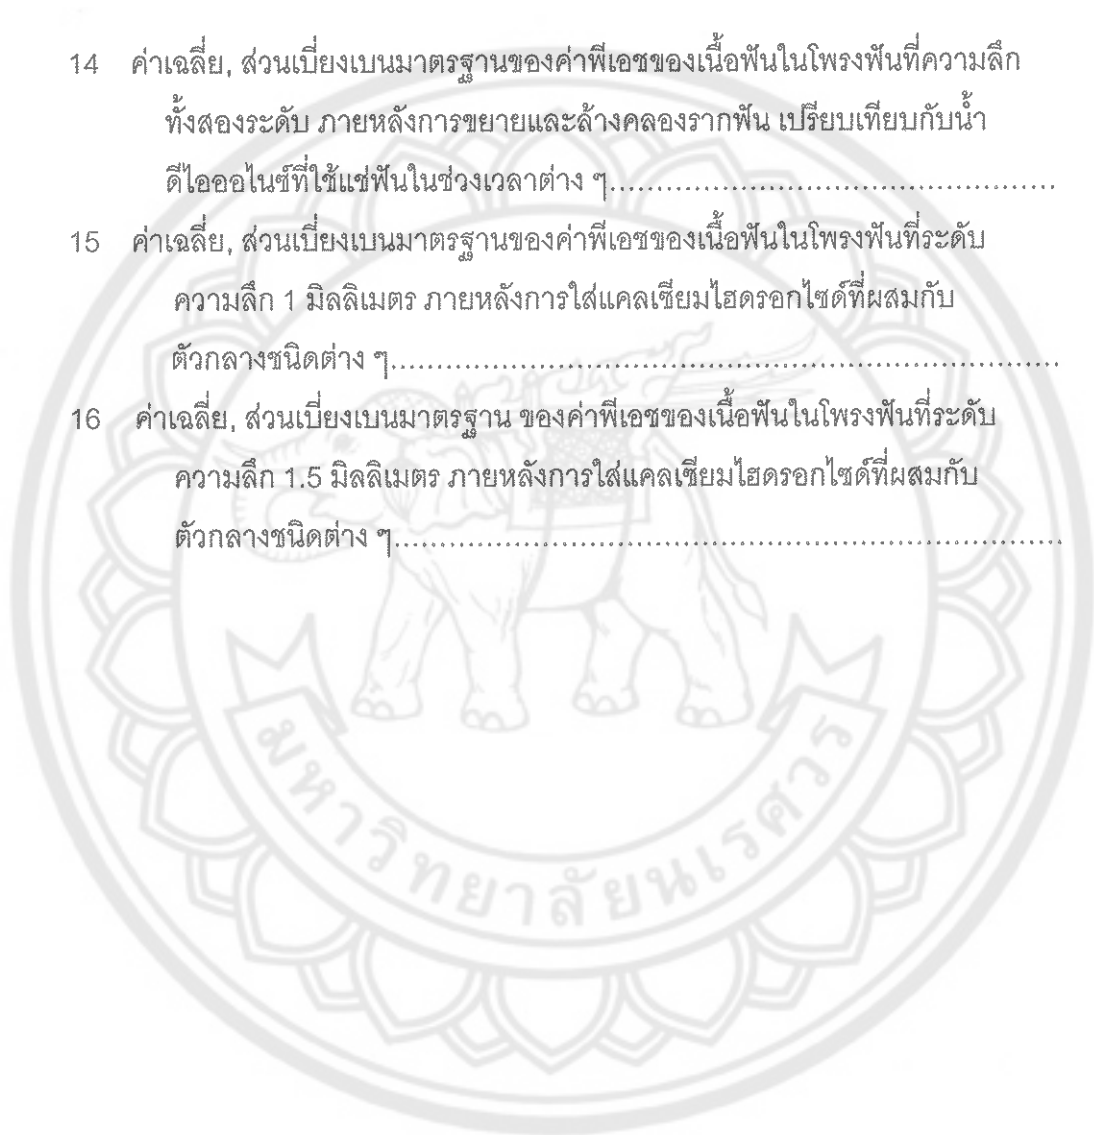 14 ค่าเฉลี่ย, ส่วนเบี่ยงเบนมาตรฐานของค่าพีเอชของเนื้อฟันในโพรงฟันที่ความลึก
ทั้งสองระดับ ภายหลังการขยายและล้างคลองรากฟัน เปรียบเทียบกับน้ำ
ดีไอออไนซ์ที่ใช้แช่ฟันในช่วงเวลาต่าง ๆ................................................
15 ค่าเฉลี่ย, ส่วนเบี่ยงเบนมาตรฐานของค่าพีเอชของเนื้อฟันในโพรงฟันที่ระดับ
ความลึก 1 มิลลิเมตร ภายหลังการใส่แคลเซียมไฮดรอกไซด์ที่ผสมกับ
ตัวกลางชนิดต่าง ๆ........................................................................
16 ค่าเฉลี่ย, ส่วนเบี่ยงเบนมาตรฐาน ของค่าพีเอชของเนื้อฟันในโพรงฟันที่ระดับ
ความลึก 1.5 มิลลิเมตร ภายหลังการใส่แคลเซียมไฮดรอกไซด์ที่ผสมกับ
ตัวกลางชนิดต่าง ๆ........................................................................
มหาวิทยาลัยนเรศวร